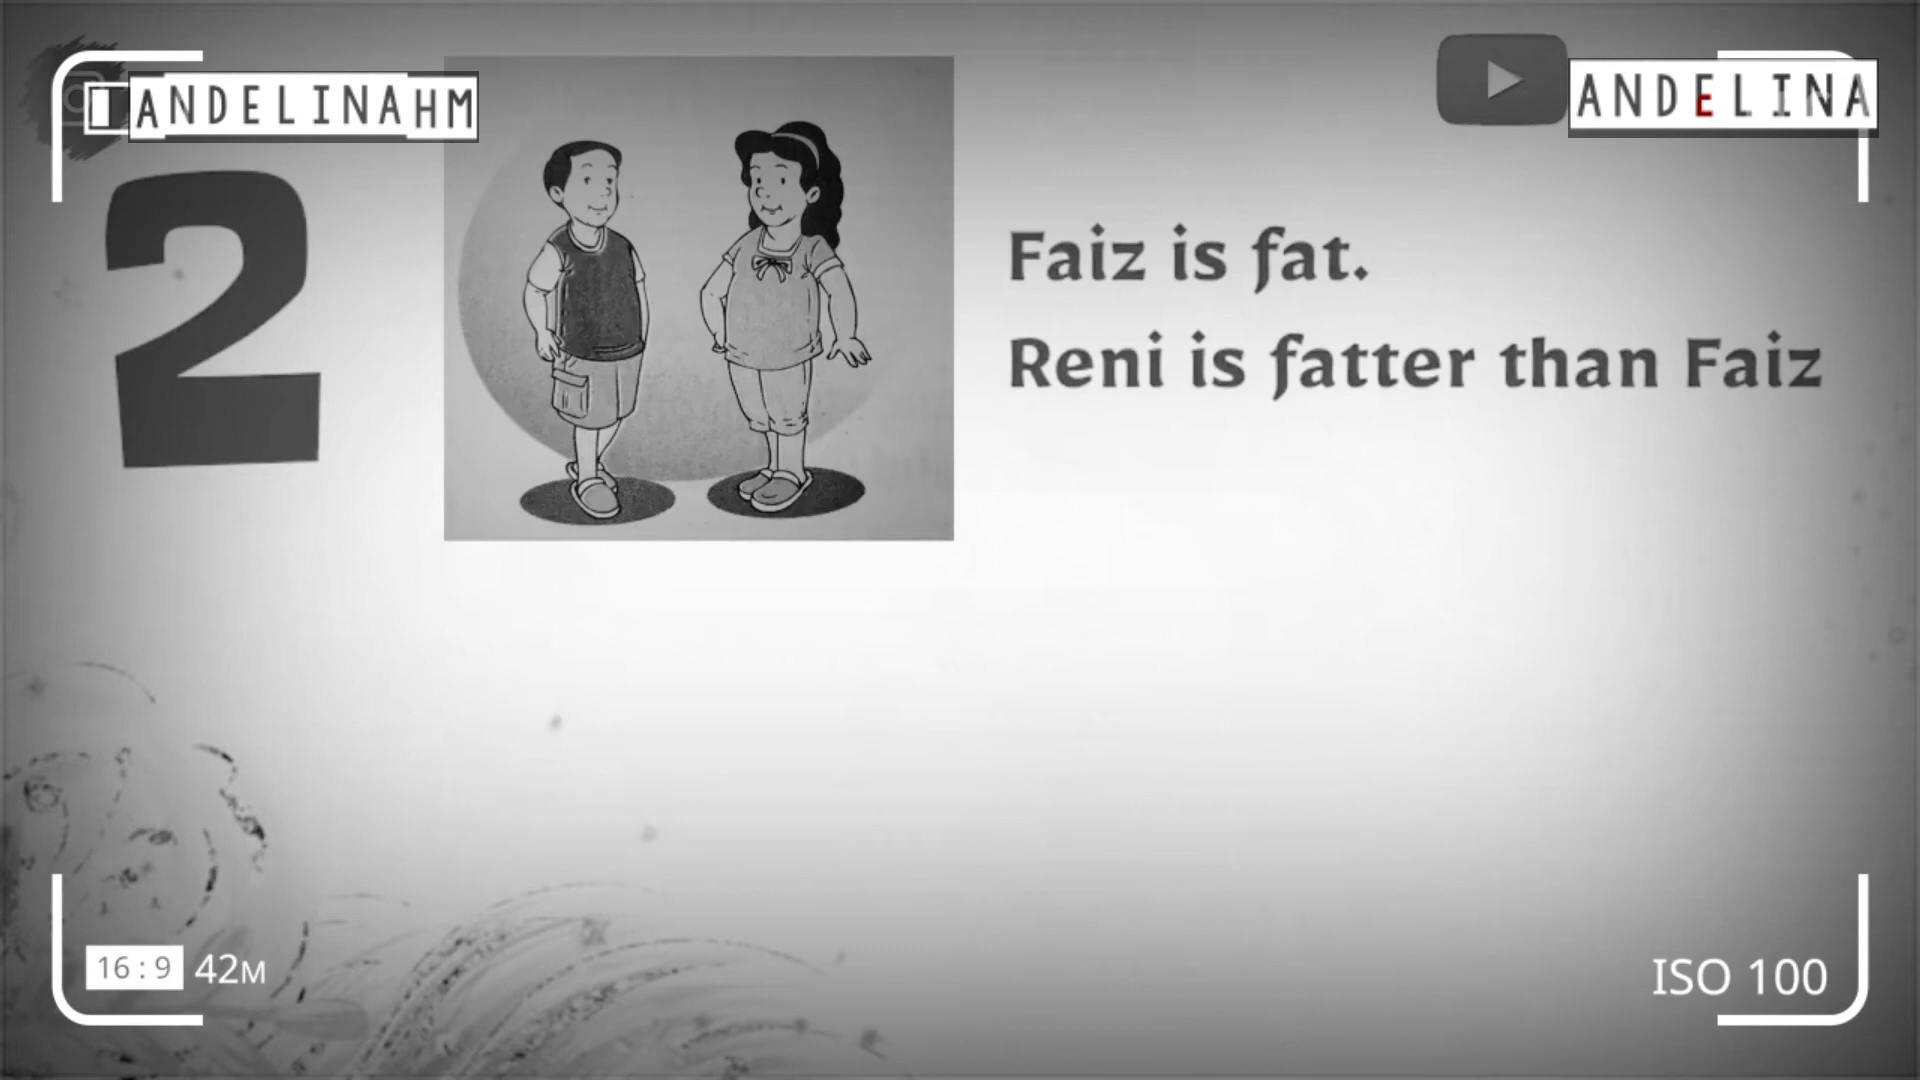 ANDELINAHM
ANDELINA
2
Faiz is fat.
Reni is fatter than Faiz
16:9 42M
ISO 100